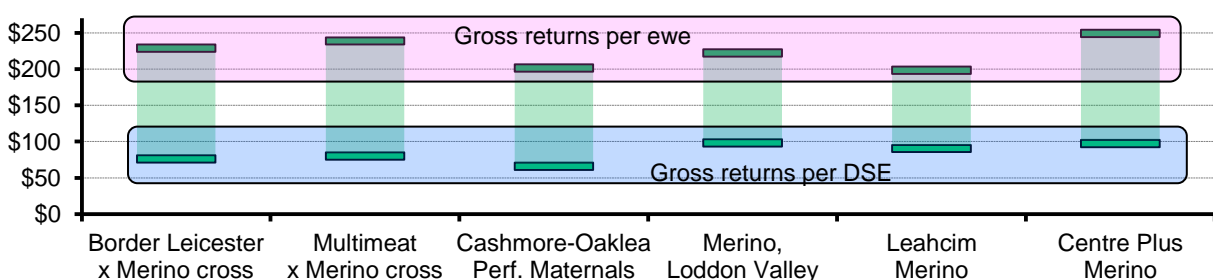 $250
Gross returns per ewe
$200
$150
$100
Gross returns per DSE
$50
$0
Border Leicester
x Merino cross
Multimeat
x Merino cross
Cashmore-Oaklea
Perf. Maternals
Merino,
Loddon Valley
Leahcim
Merino
Centre Plus
Merino